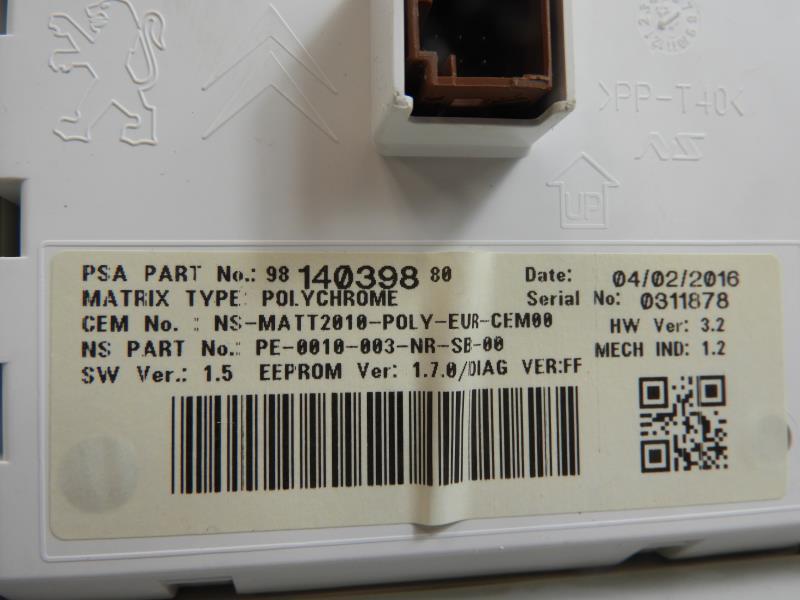 >PP-T40<
NS
UP
PSA PART No.: 98 140398 80 Date: 04/02/2016
MATRIX TYPE: POLYCHROME Serial No: 0311878
CEM No. : NS-MATT2010-POLY-EUR-CEM00 HW Ver: 3.2
NS PART No.: PE-0010-003-NR-SB-00 MECH IND: 1.2
SW Ver.: 1.5 EEPROM Ver: 1.7.0/DIAG VER:FF